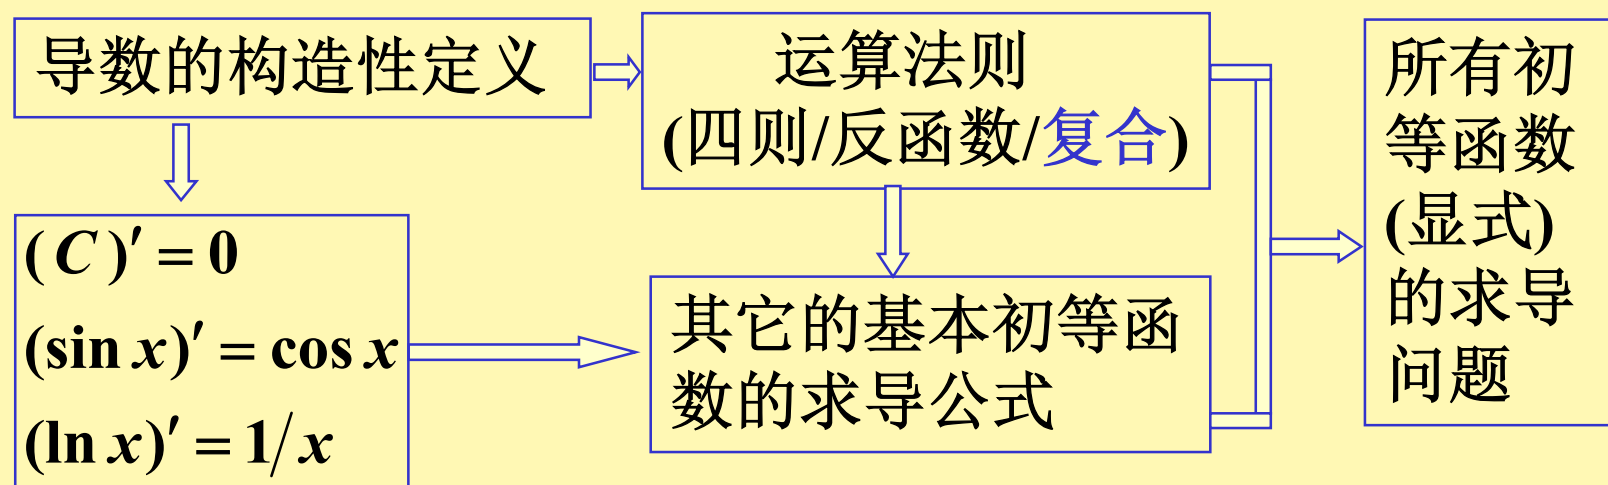 导数的构造性定义
运算法则
(四则/反函数/复合)
(C)′ = 0
(sin x)′ = cos x
(ln x)′ = 1/x
其它的基本初等函
数的求导公式
所有初
等函数
(显式)
的求导
问题